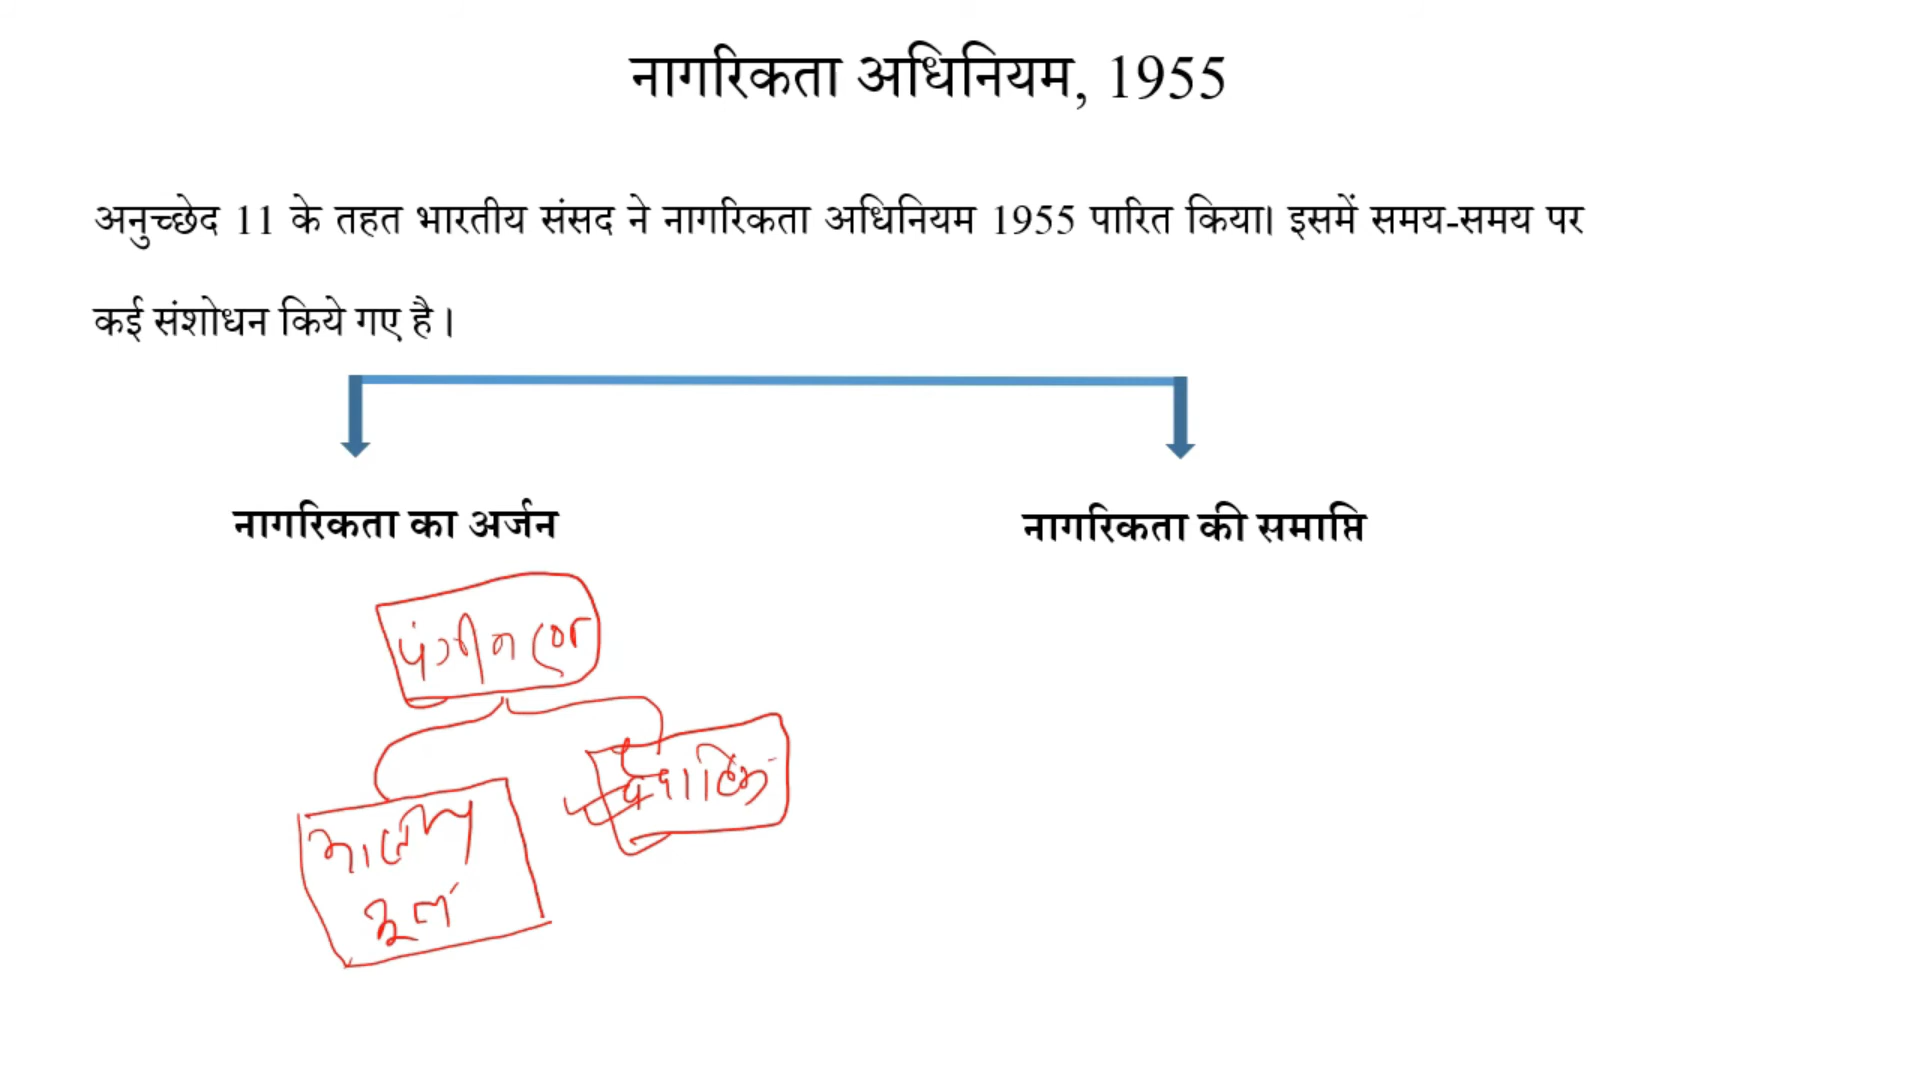 नागरिकता अधिनियम, 1955
अनुच्छेद 11 के तहत भारतीय संसद ने नागरिकता अधिनियम 1955 पारित किया। इसमें समय-समय पर
कई संशोधन किये गए है ।
नागरिकता का अर्जन
नागरिकता की समाप्ति
भारतीय
मूल